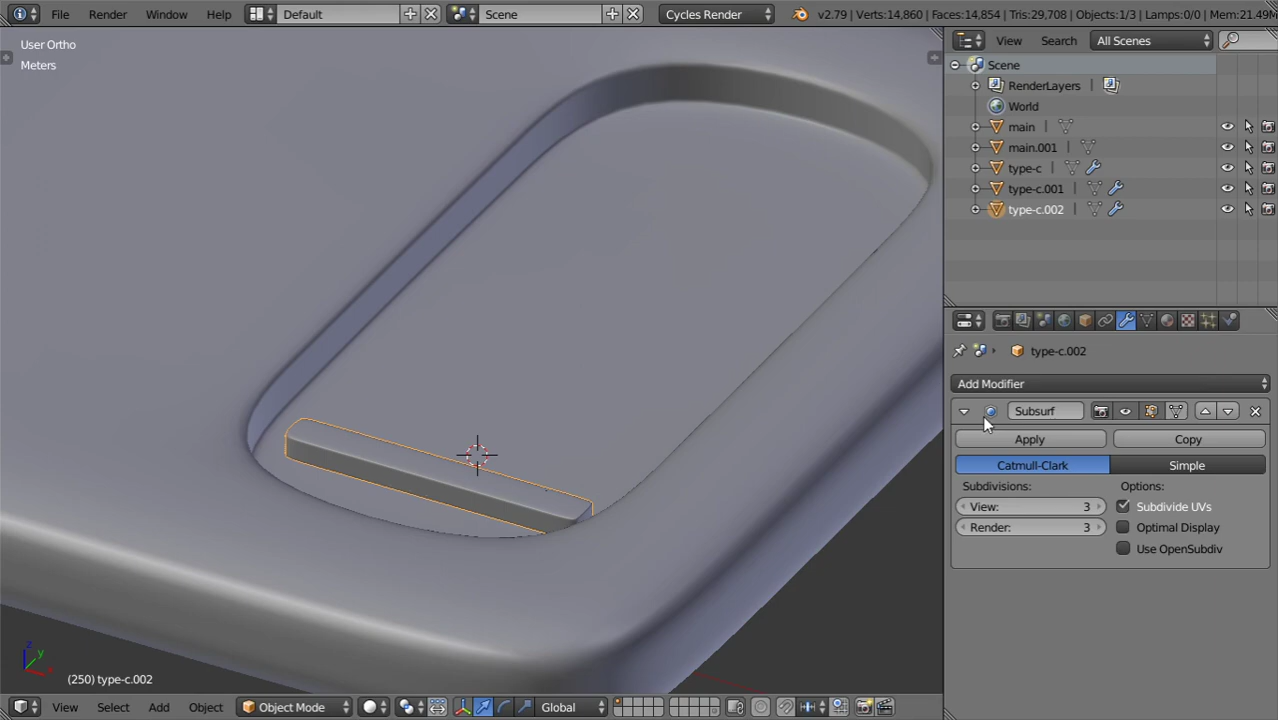 File Render Window Help Default Scene Cycles Render v2.79 | Verts:14,860 | Faces:14,854 | Tris:29,708 | Objects:1/3 | Lamps:0/0 | Mem:21.49M
User Ortho
Meters
View Search All Scenes
Scene
RenderLayers
World
main
main.001
type-c
type-c.001
type-c.002
type-c.002
Add Modifier
Subsurf
Apply Copy
Catmull-Clark Simple
Subdivisions: Options:
View: 3 Subdivide UVs
Render: 3 Optimal Display
Use OpenSubdiv
z
y
x
(250) type-c.002
View Select Add Object Object Mode Global